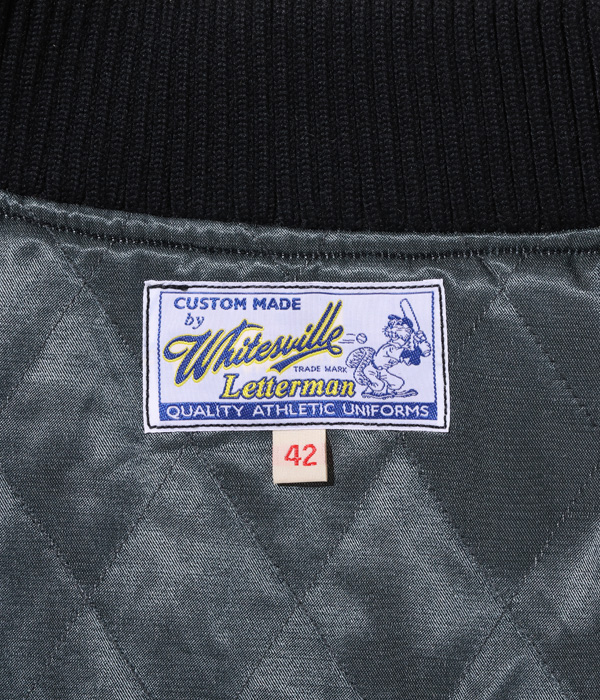 CUSTOM MADE
by
Whitesville
TRADE MARK
Letterman
QUALITY ATHLETIC UNIFORMS
42